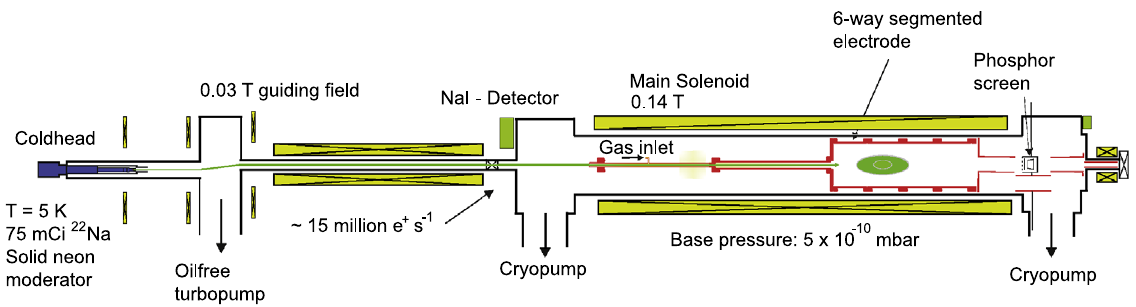 6-way segmented
electrode
Phosphor
screen
Main Solenoid
0.14 T
0.03 T guiding field
NaI - Detector
Coldhead
Gas inlet
T = 5 K
75 mCi ²²Na
Solid neon
moderator
~ 15 million e⁺ s⁻¹
Base pressure: 5 x 10⁻¹⁰ mbar
Oilfree
turbopump
Cryopump
Cryopump